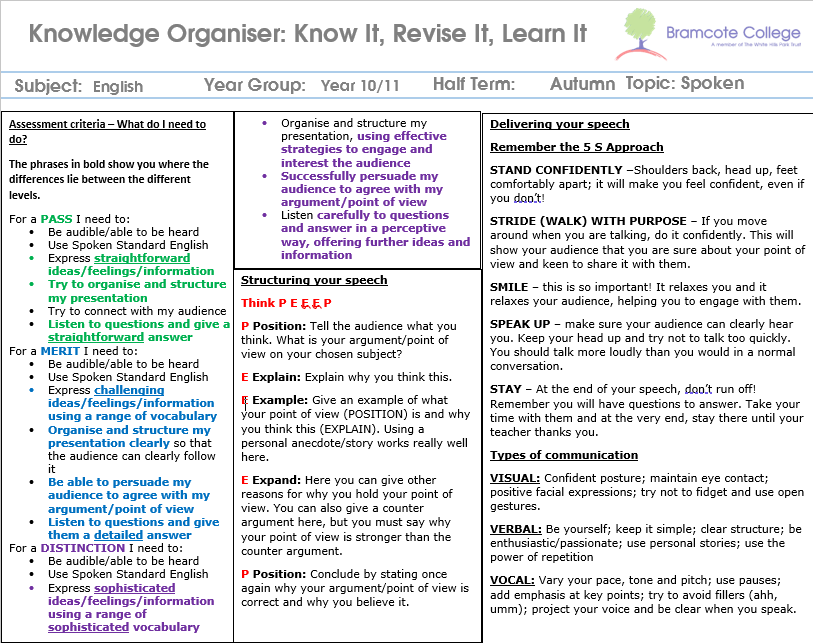 Knowledge Organiser: Know It, Revise It, Learn It
Bramcote College
A member of The White Hills Park Trust
Subject: English Year Group: Year 10/11 Half Term: Autumn Topic: Spoken
Assessment criteria – What do I need to
do?
The phrases in bold show you where the
differences lie between the different
levels.
For a PASS I need to:
• Be audible/able to be heard
• Use Spoken Standard English
• Express straightforward
ideas/feelings/information
• Try to organise and structure
my presentation
• Try to connect with my audience
• Listen to questions and give a
straightforward answer
For a MERIT I need to:
• Be audible/able to be heard
• Use Spoken Standard English
• Express challenging
ideas/feelings/information
using a range of vocabulary
• Organise and structure my
presentation clearly so that
the audience can clearly follow
it
• Be able to persuade my
audience to agree with my
argument/point of view
• Listen to questions and give
them a detailed answer
For a DISTINCTION I need to:
• Be audible/able to be heard
• Use Spoken Standard English
• Express sophisticated
ideas/feelings/information
using a range of
sophisticated vocabulary
• Organise and structure my
presentation, using effective
strategies to engage and
interest the audience
• Successfully persuade my
audience to agree with my
argument/point of view
• Listen carefully to questions
and answer in a perceptive
way, offering further ideas and
information
Structuring your speech
Think P E E E P
P Position: Tell the audience what you
think. What is your argument/point of
view on your chosen subject?
E Explain: Explain why you think this.
E Example: Give an example of what
your point of view (POSITION) is and why
you think this (EXPLAIN). Using a
personal anecdote/story works really well
here.
E Expand: Here you can give other
reasons for why you hold your point of
view. You can also give a counter
argument here, but you must say why
your point of view is stronger than the
counter argument.
P Position: Conclude by stating once
again why your argument/point of view is
correct and why you believe it.
Delivering your speech
Remember the 5 S Approach
STAND CONFIDENTLY –Shoulders back, head up, feet
comfortably apart; it will make you feel confident, even if
you don't!
STRIDE (WALK) WITH PURPOSE – If you move
around when you are talking, do it confidently. This will
show your audience that you are sure about your point of
view and keen to share it with them.
SMILE – this is so important! It relaxes you and it
relaxes your audience, helping you to engage with them.
SPEAK UP – make sure your audience can clearly hear
you. Keep your head up and try not to talk too quickly.
You should talk more loudly than you would in a normal
conversation.
STAY – At the end of your speech, don't run off!
Remember you will have questions to answer. Take your
time with them and at the very end, stay there until your
teacher thanks you.
Types of communication
VISUAL: Confident posture; maintain eye contact;
positive facial expressions; try not to fidget and use open
gestures.
VERBAL: Be yourself; keep it simple; clear structure; be
enthusiastic/passionate; use personal stories; use the
power of repetition
VOCAL: Vary your pace, tone and pitch; use pauses;
add emphasis at key points; try to avoid fillers (ahh,
umm); project your voice and be clear when you speak.